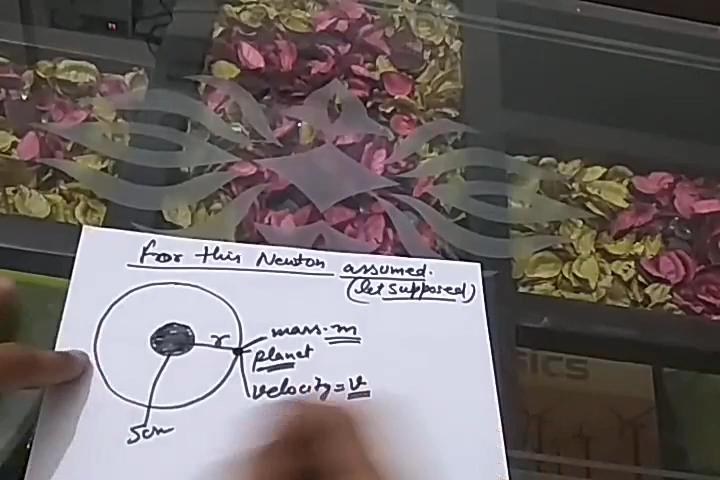 For this Newton assumed.
(let supposed)
r
mass. m
planet
velocity = v
Sun